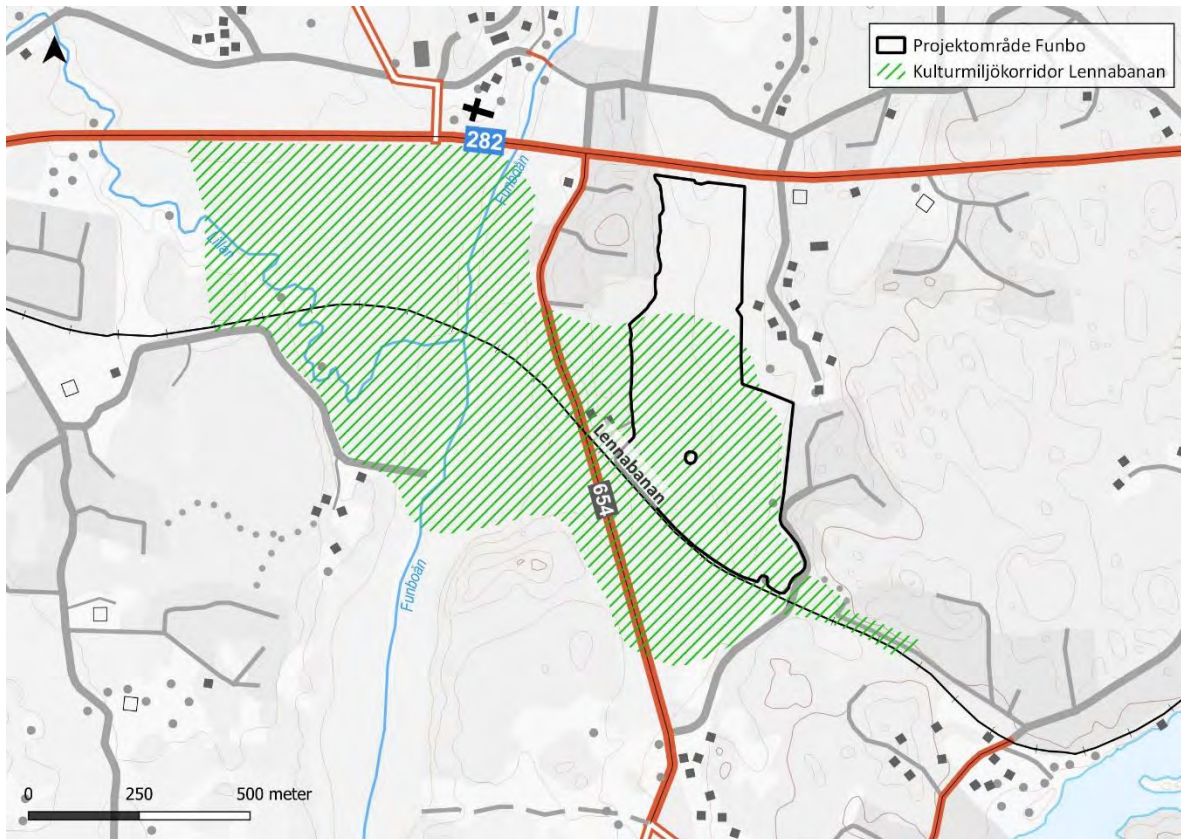 Projektområde Funbo
Kulturmiljökorridor Lennabanan
282
Funboån
Lillån
Lennabanan
654
Funboån
0 250 500 meter